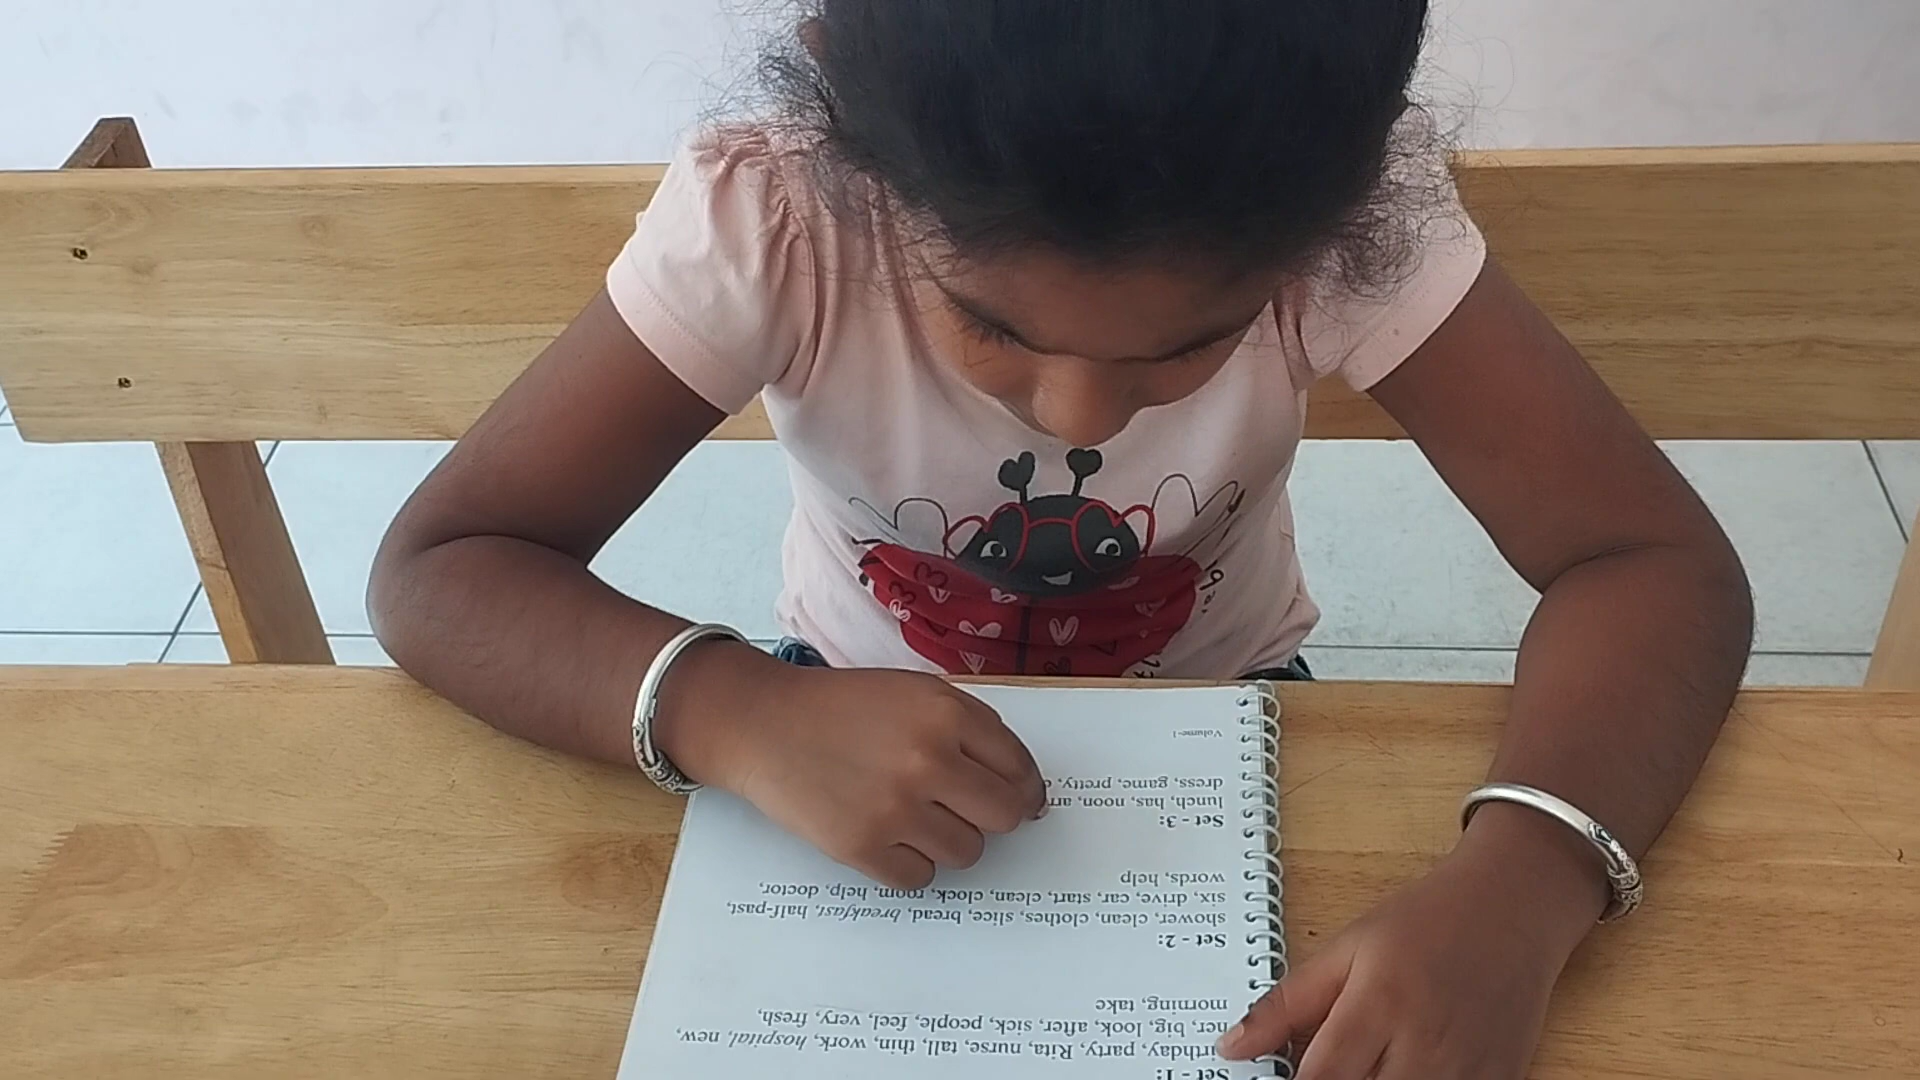 Set - 1:
irthday, party, Rita, nurse, tall, thin, work, hospital, new,
her, big, look, after, sick, people, feel, very, fresh,
morning, take
Set - 2:
shower, clean, clothes, slice, bread, breakfast, half-past,
six, drive, car, start, clean, clock, room, help, doctor,
words, help
Set - 3:
lunch, has, noon,
dress, game, pretty,
Volume-1